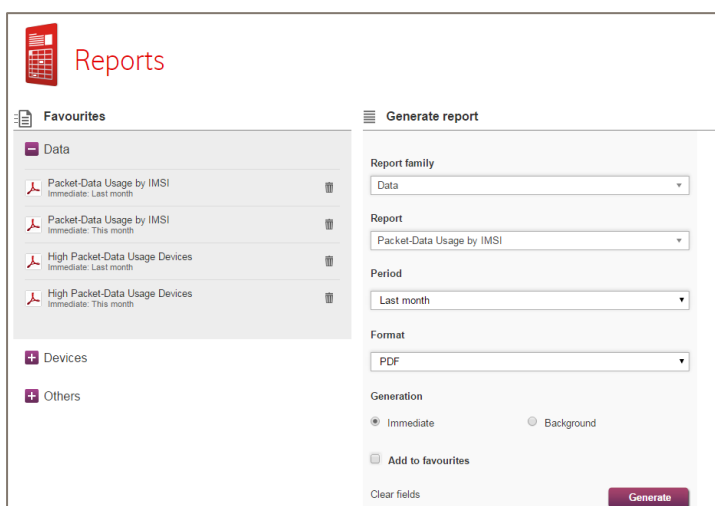 Reports
Favourites
Data
Packet-Data Usage by IMSI
Immediate: Last month
Packet-Data Usage by IMSI
Immediate: This month
High Packet-Data Usage Devices
Immediate: Last month
High Packet-Data Usage Devices
Immediate: This month
Devices
Others
Generate report
Report family
Data
Report
Packet-Data Usage by IMSI
Period
Last month
Format
PDF
Generation
Immediate Background
Add to favourites
Clear fields Generate